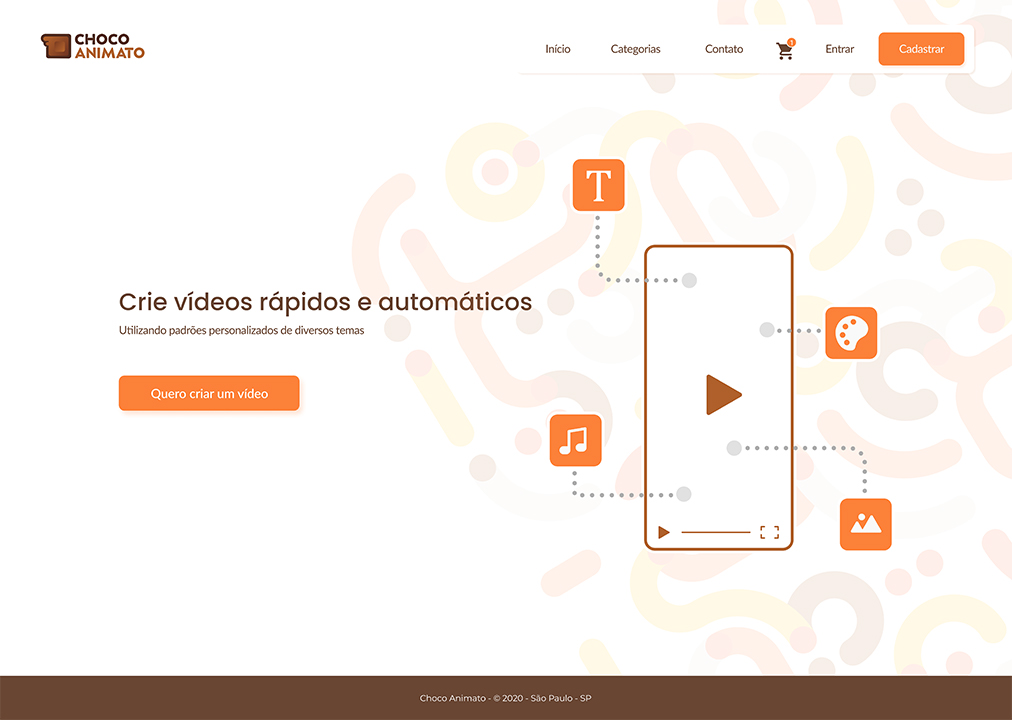 CHOCO
ANIMATO
Início Categorias Contato 1 Entrar Cadastrar
T
Crie vídeos rápidos e automáticos
Utilizando padrões personalizados de diversos temas
Quero criar um vídeo
Choco Animato - © 2020 - São Paulo - SP